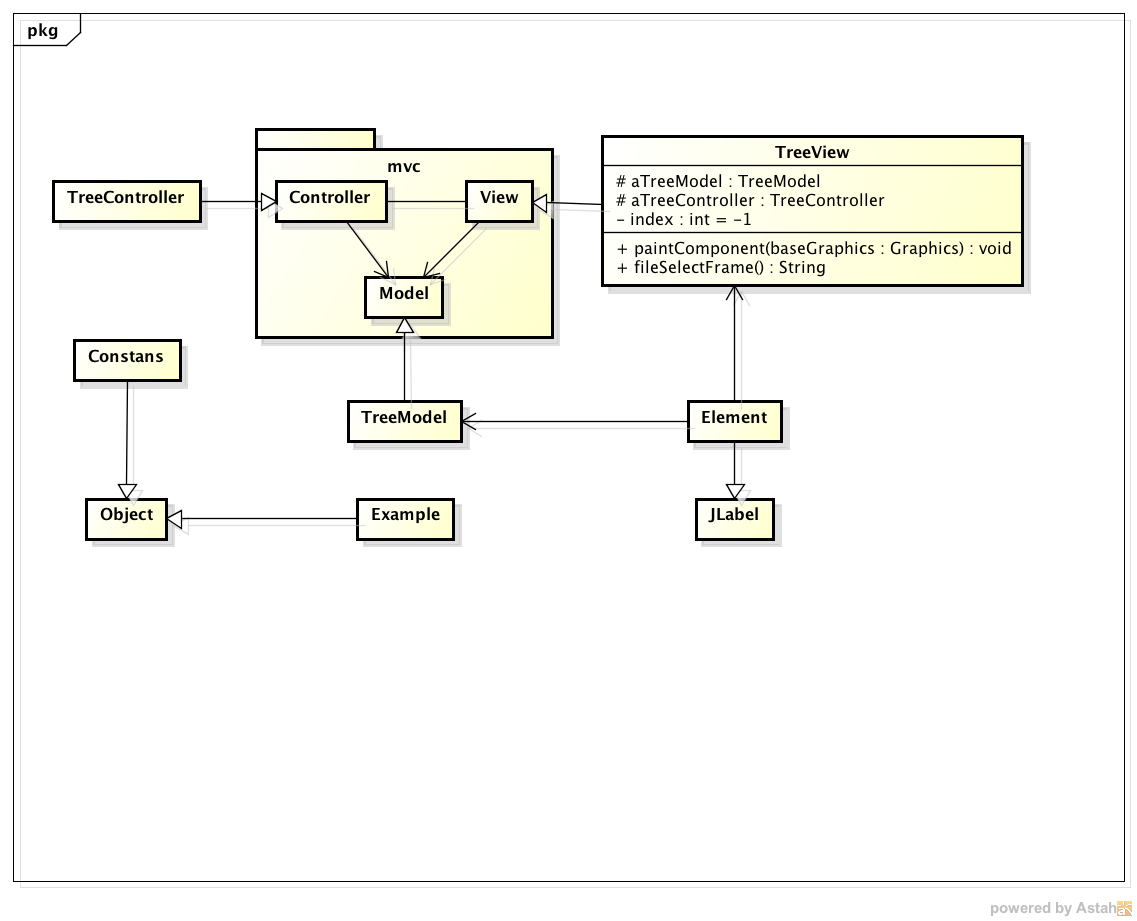 pkg
mvc
TreeController
Controller
View
Model
TreeView
# aTreeModel : TreeModel
# aTreeController : TreeController
- index : int = -1
+ paintComponent(baseGraphics : Graphics) : void
+ fileSelectFrame() : String
Constans
TreeModel
Element
Object
Example
JLabel
powered by Astah